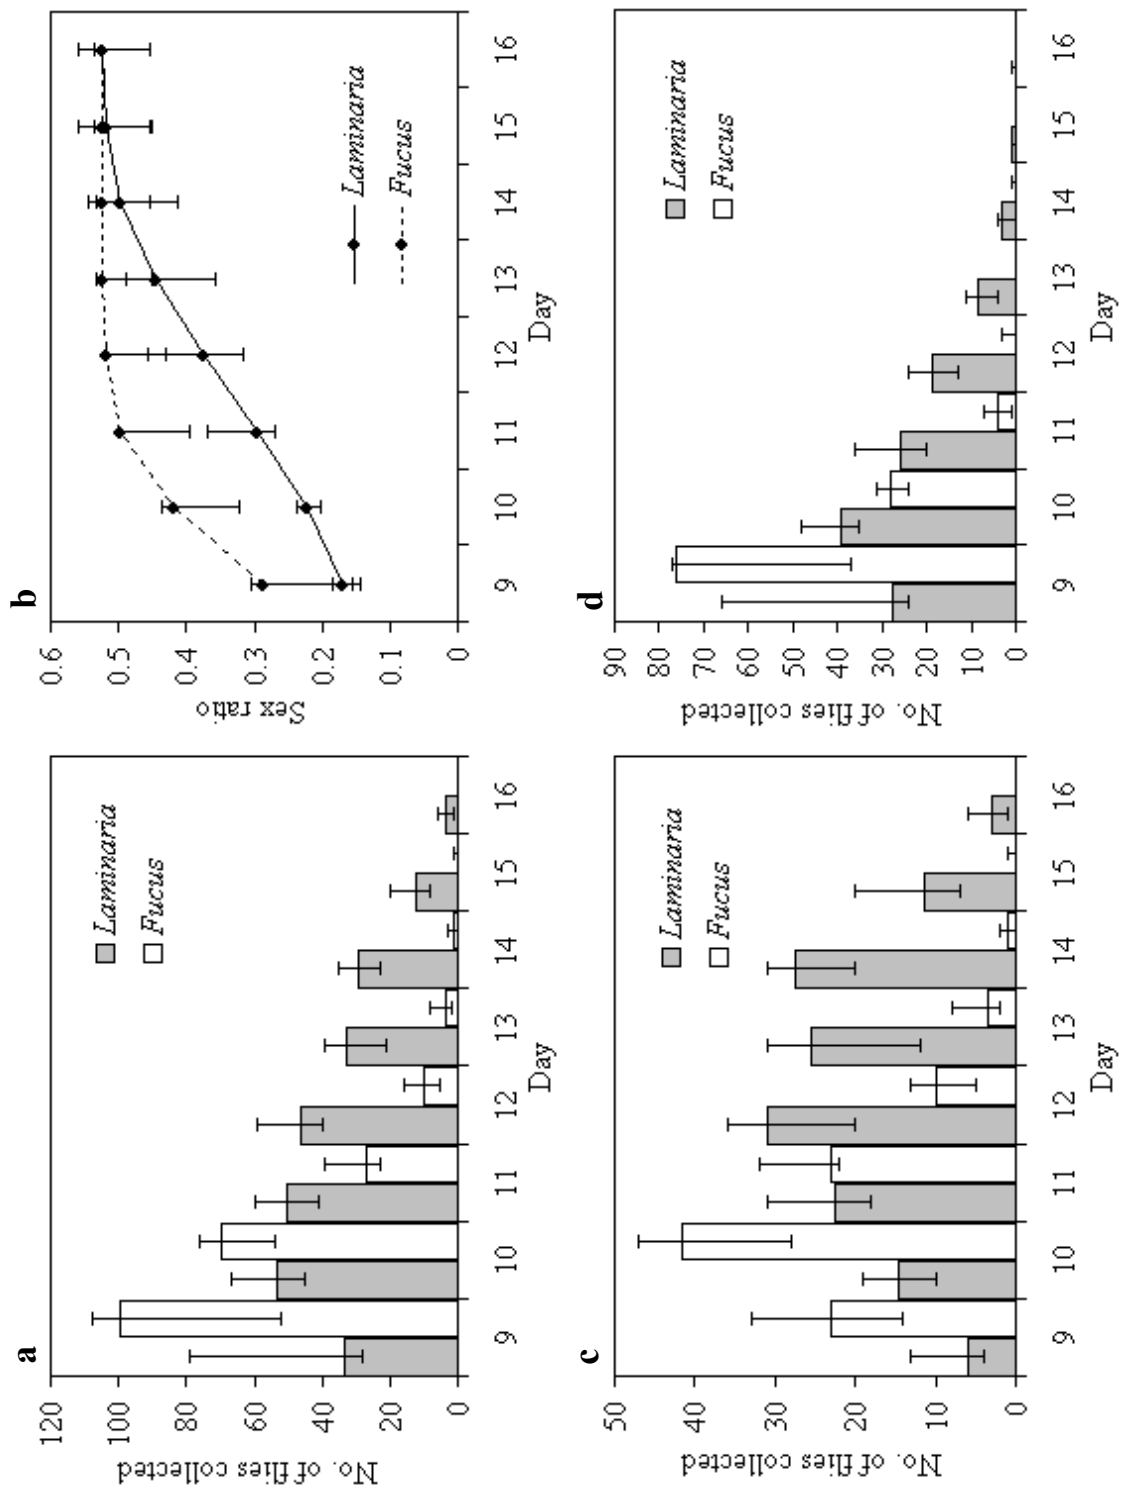 a
120
100
80
60
40
20
0
No. of flies collected
9 10 11 12 13 14 15 16
Day
Laminaria
Fucus
b
0.6
0.5
0.4
0.3
0.2
0.1
0
Sex ratio
9 10 11 12 13 14 15 16
Day
Laminaria
Fucus
c
50
40
30
20
10
0
No. of flies collected
9 10 11 12 13 14 15 16
Day
Laminaria
Fucus
d
90
80
70
60
50
40
30
20
10
0
No. of flies collected
9 10 11 12 13 14 15 16
Day
Laminaria
Fucus